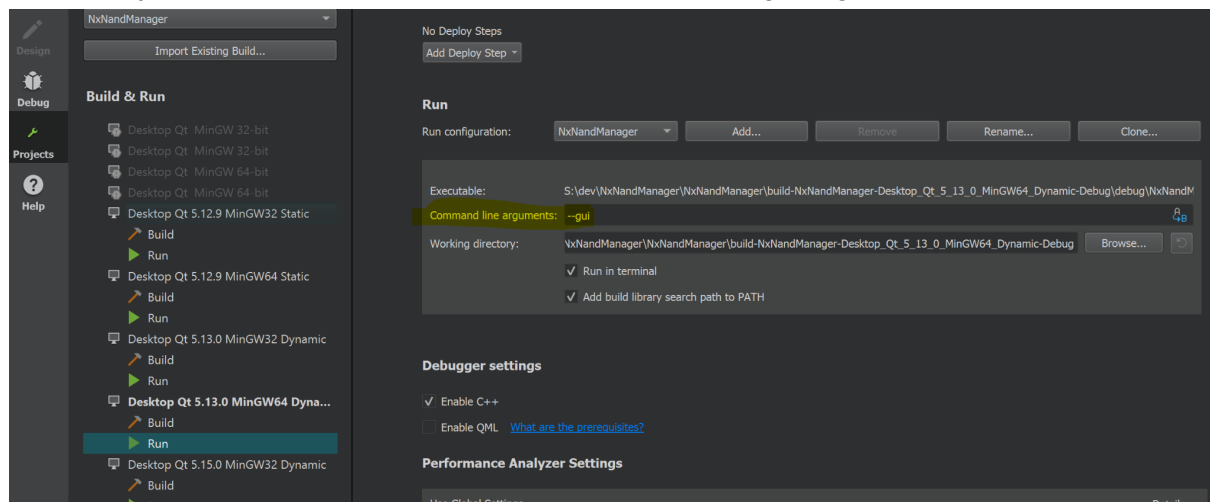 NxNandManager
Import Existing Build...
Design
Debug
Projects
Help
Build & Run
Desktop Qt MinGW 32-bit
Desktop Qt MinGW 32-bit
Desktop Qt MinGW 64-bit
Desktop Qt MinGW 64-bit
Desktop Qt 5.12.9 MinGW32 Static
Build
Run
Desktop Qt 5.12.9 MinGW64 Static
Build
Run
Desktop Qt 5.13.0 MinGW32 Dynamic
Build
Run
Desktop Qt 5.13.0 MinGW64 Dyna...
Build
Run
Desktop Qt 5.15.0 MinGW32 Dynamic
Build
No Deploy Steps
Add Deploy Step
Run
Run configuration: NxNandManager Add... Remove Rename... Clone...
Executable: S:\dev\NxNandManager\NxNandManager\build-NxNandManager-Desktop_Qt_5_13_0_MinGW64_Dynamic-Debug\debug\NxNandM
Command line arguments: --gui
Working directory: NxNandManager\NxNandManager\build-NxNandManager-Desktop_Qt_5_13_0_MinGW64_Dynamic-Debug Browse...
Run in terminal
Add build library search path to PATH
Debugger settings
Enable C++
Enable QML What are the prerequisites?
Performance Analyzer Settings